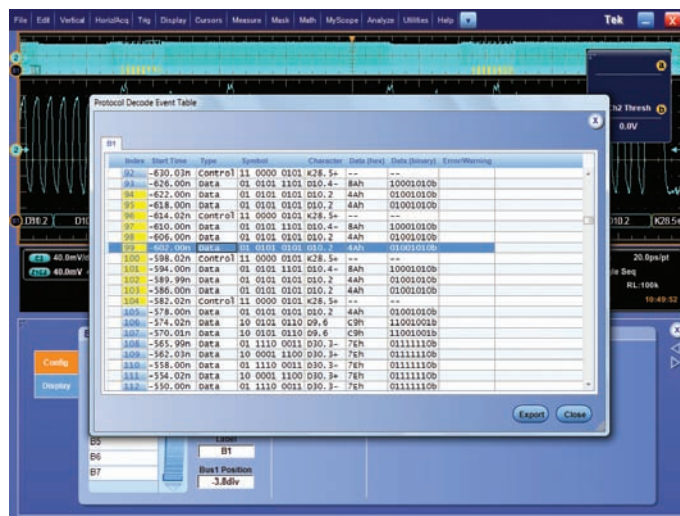 File Edit Vertical Horiz/Acq Trig Display Cursors Measure Mask Math MyScope Analyze Utilities Help Tek
Protocol Decode Event Table
B1
Index Start Time Type Symbol Character Data (hex) Data (binary) Error/Warning
92 -630.03n Control 11 0000 0101 K28.5+ -- --
93 -626.00n Data 01 0101 1101 D10.4- 8Ah 10001010b
94 -622.00n Data 01 0101 0101 D10.2 4Ah 01001010b
95 -618.00n Data 01 0101 0101 D10.2 4Ah 01001010b
96 -614.02n Control 11 0000 0101 K28.5+ -- --
97 -610.00n Data 01 0101 1101 D10.4- 8Ah 10001010b
98 -606.00n Data 01 0101 0101 D10.2 4Ah 01001010b
99 -602.00n Data 01 0101 0101 D10.2 4Ah 01001010b
100 -598.02n Control 11 0000 0101 K28.5+ -- --
101 -594.00n Data 01 0101 1101 D10.4- 8Ah 10001010b
102 -589.99n Data 01 0101 0101 D10.2 4Ah 01001010b
103 -586.00n Data 01 0101 0101 D10.2 4Ah 01001010b
104 -582.02n Control 11 0000 0101 K28.5+ -- --
105 -578.00n Data 01 0101 0101 D10.2 4Ah 01001010b
106 -574.02n Data 10 0101 0110 D9.6 C9h 11001001b
107 -570.01n Data 10 0101 0110 D9.6 C9h 11001001b
108 -565.99n Data 01 1110 0011 D30.3- 7Eh 01111110b
109 -562.03n Data 10 0001 1100 D30.3+ 7Eh 01111110b
110 -558.00n Data 01 1110 0011 D30.3- 7Eh 01111110b
111 -554.02n Data 10 0001 1100 D30.3+ 7Eh 01111110b
112 -550.00n Data 01 1110 0011 D30.3- 7Eh 01111110b
Export Close
a
h2 Thresh b
0.0V
D10.2 D10
D10.2 K28.5+
C2 40.0mV/d
40.0mV
20.0ps/pt
le Seq
RL:100k
10:49:52
Config
Display
B5
B6
B7
Label
B1
Bus1 Position
-3.8div